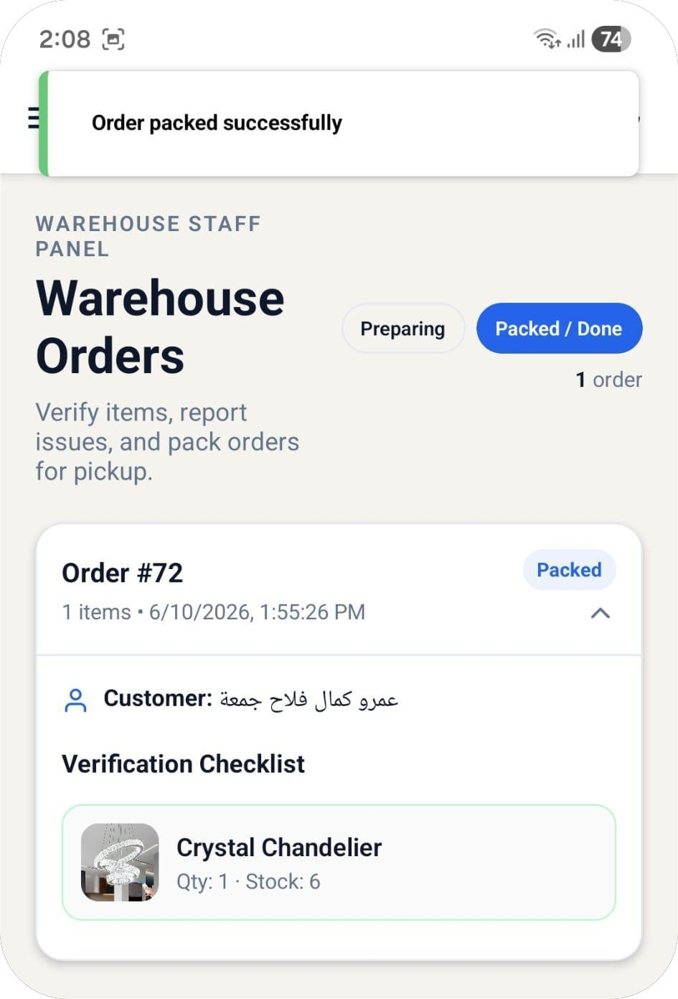 2:08
74
Order packed successfully
WAREHOUSE STAFF
PANEL
Warehouse
Orders
Preparing
Packed / Done
1 order
Verify items, report
issues, and pack orders
for pickup.
Order #72
Packed
1 items • 6/10/2026, 1:55:26 PM
Customer: عمرو كمال فلاح جمعة
Verification Checklist
Crystal Chandelier
Qty: 1 · Stock: 6